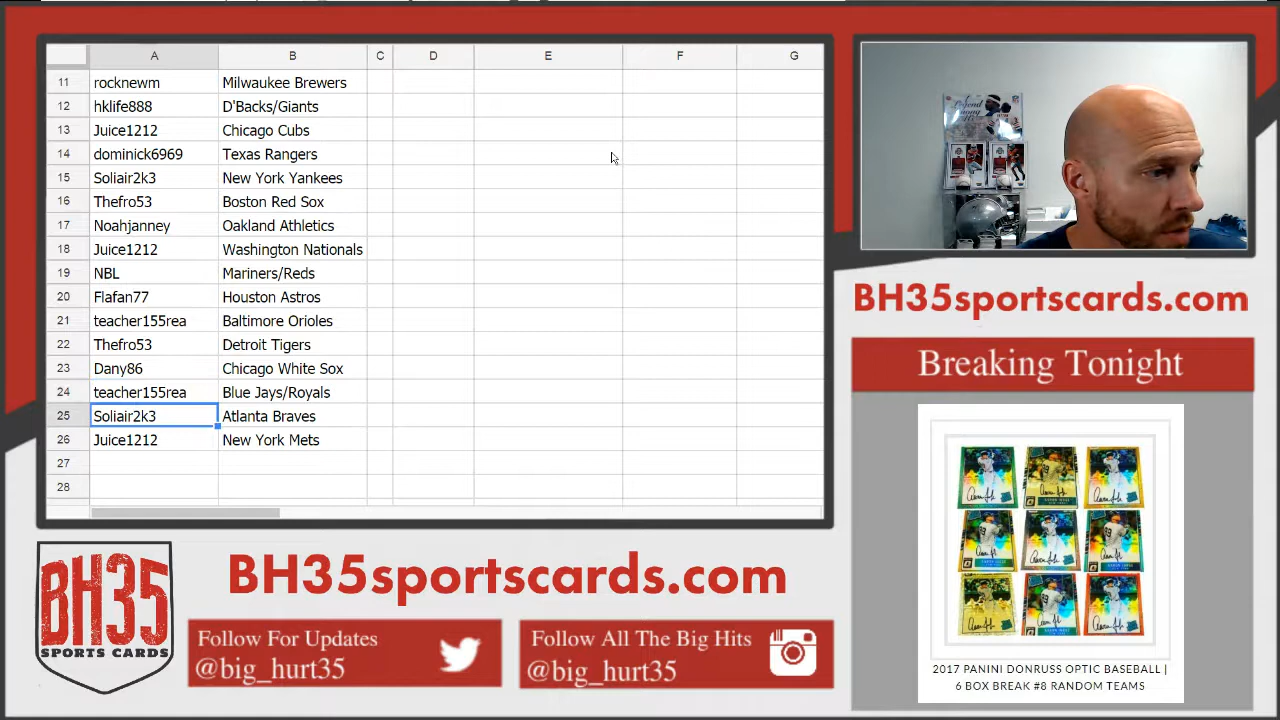 A B C D E F G
11 rocknewm Milwaukee Brewers
12 hklife888 D'Backs/Giants
13 Juice1212 Chicago Cubs
14 dominick6969 Texas Rangers
15 Soliair2k3 New York Yankees
16 Thefro53 Boston Red Sox
17 Noahjanney Oakland Athletics
18 Juice1212 Washington Nationals
19 NBL Mariners/Reds
20 Flafan77 Houston Astros
21 teacher155rea Baltimore Orioles
22 Thefro53 Detroit Tigers
23 Dany86 Chicago White Sox
24 teacher155rea Blue Jays/Royals
25 Soliair2k3 Atlanta Braves
26 Juice1212 New York Mets
27
28
BH35sportscards.com
Breaking Tonight
2017 PANINI DONRUSS OPTIC BASEBALL |
6 BOX BREAK #8 RANDOM TEAMS
BH35
SPORTS CARDS
BH35sportscards.com
Follow For Updates
@big_hurt35
Follow All The Big Hits
@big_hurt35